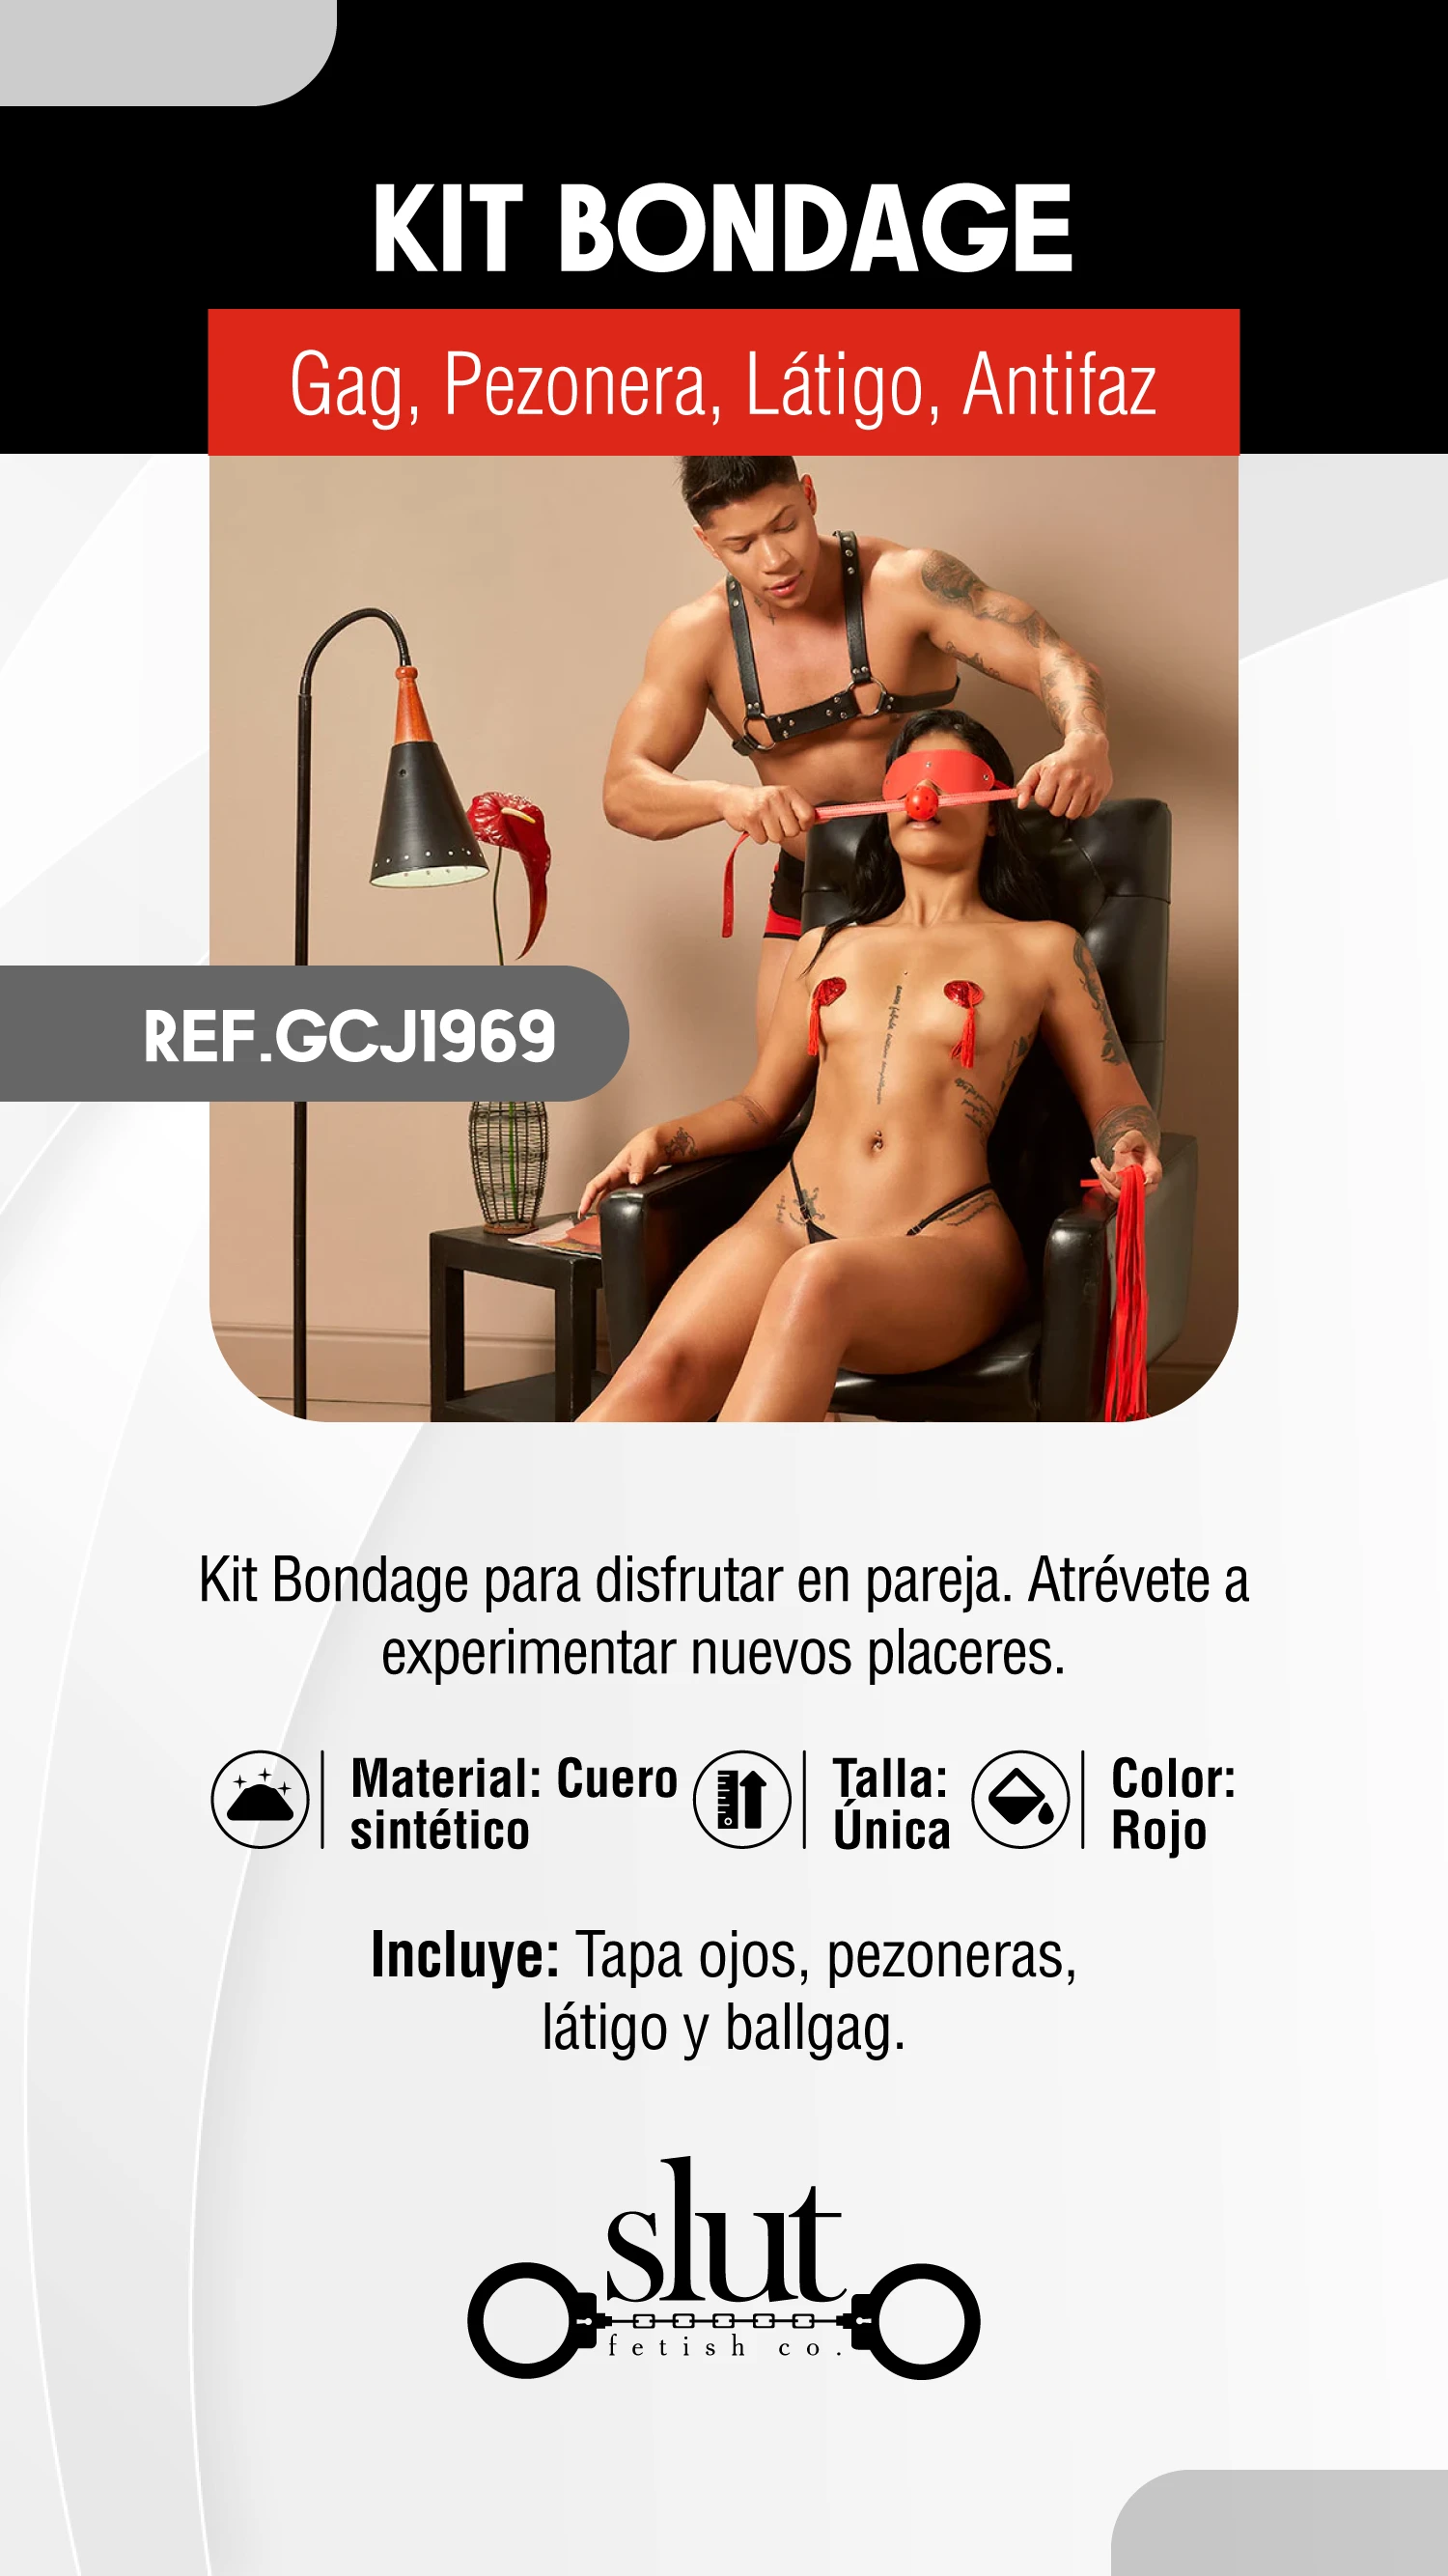 KIT BONDAGE
Gag, Pezonera, Látigo, Antifaz
REF.GCJ1969
Kit Bondage para disfrutar en pareja. Atrévete a
experimentar nuevos placeres.
Material: Cuero
sintético
Talla:
Única
Color:
Rojo
Incluye: Tapa ojos, pezoneras,
látigo y ballgag.
slut
fetish co.